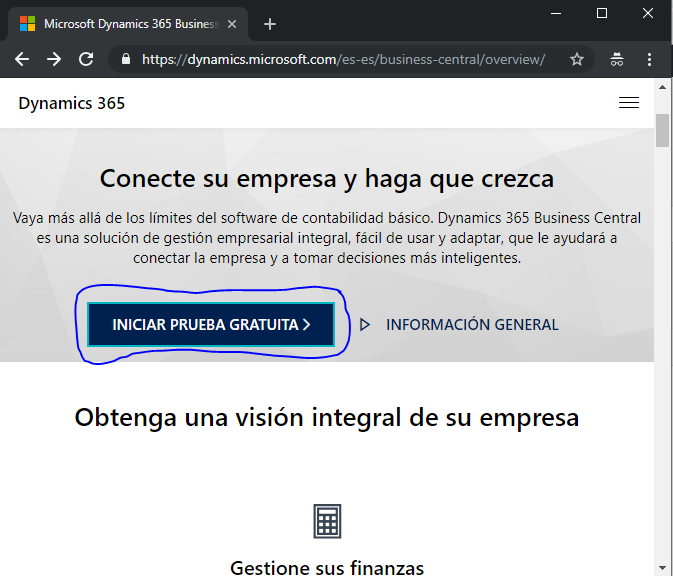 Microsoft Dynamics 365 Business
https://dynamics.microsoft.com/es-es/business-central/overview/
Dynamics 365
Conecte su empresa y haga que crezca
Vaya más allá de los límites del software de contabilidad básico. Dynamics 365 Business Central
es una solución de gestión empresarial integral, fácil de usar y adaptar, que le ayudará a
conectar la empresa y a tomar decisiones más inteligentes.
INICIAR PRUEBA GRATUITA
INFORMACIÓN GENERAL
Obtenga una visión integral de su empresa
Gestione sus finanzas